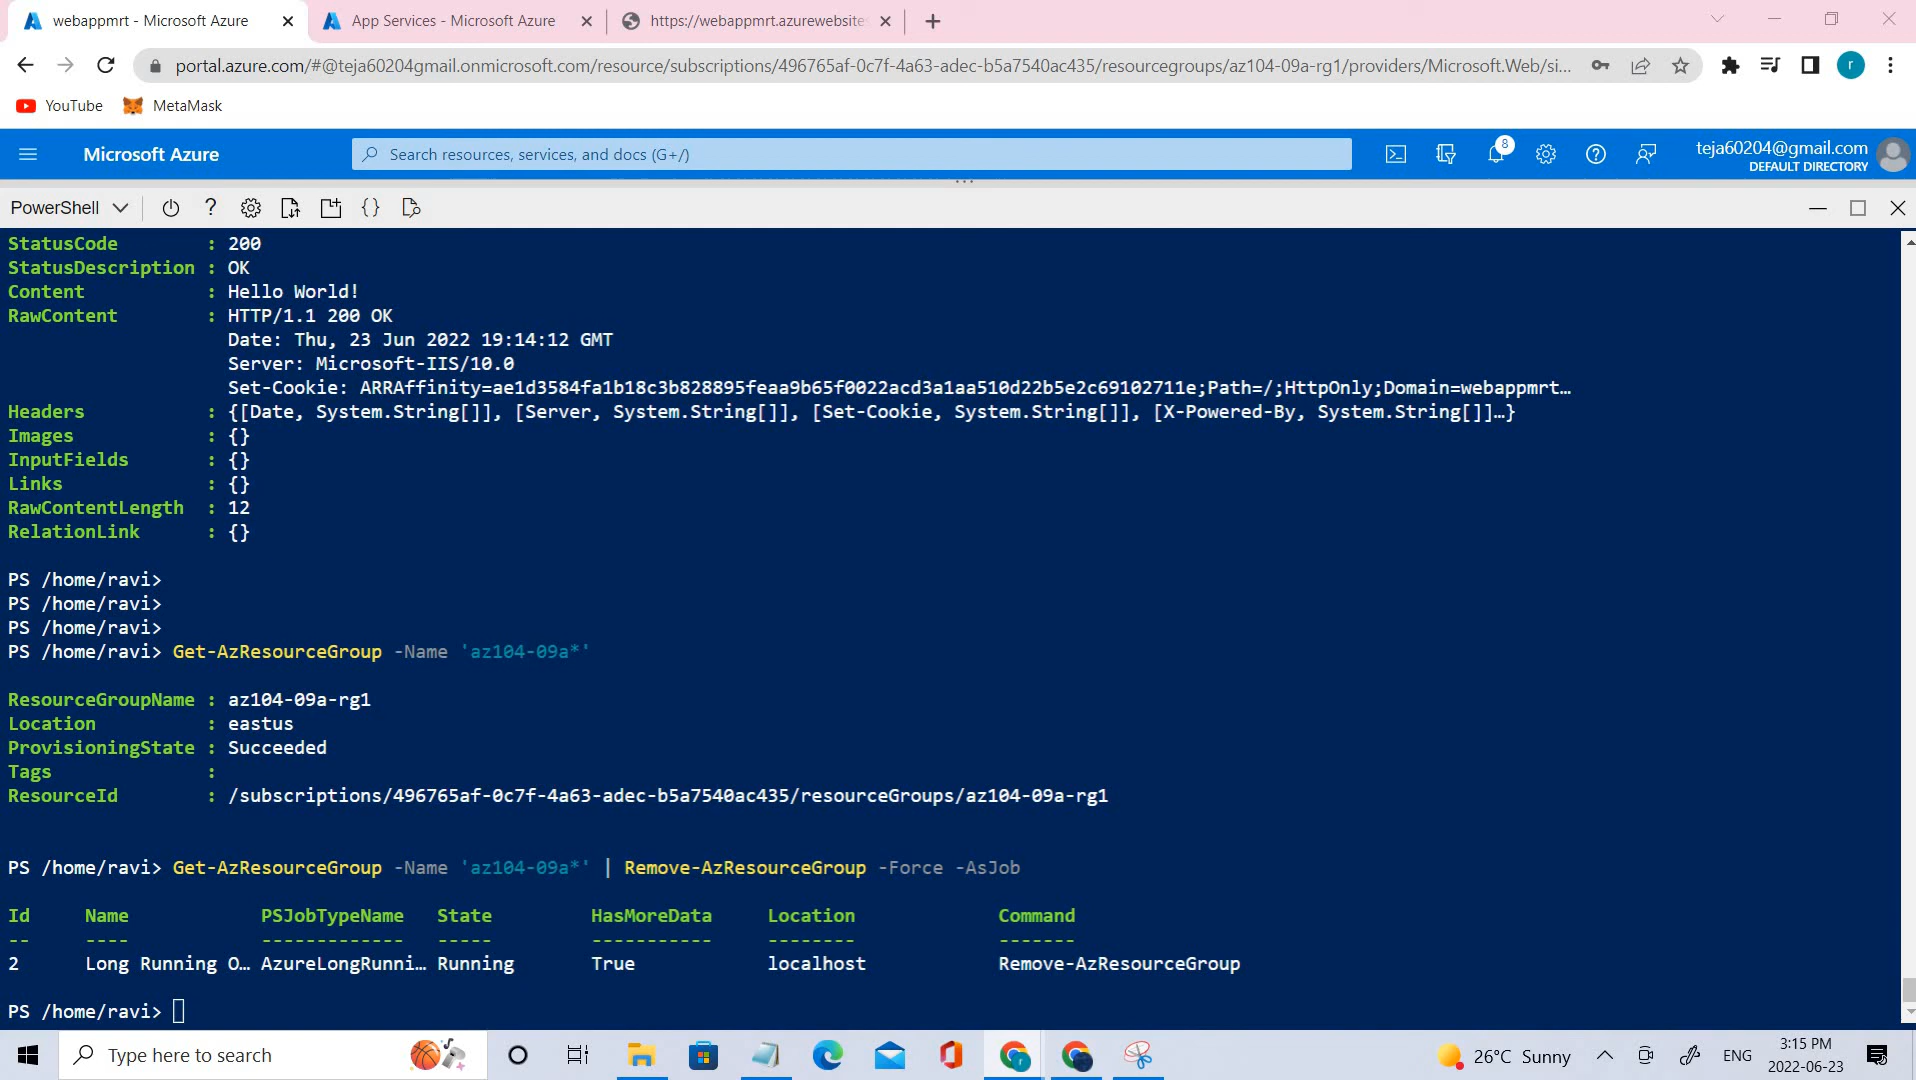 webappmrt - Microsoft Azure
App Services - Microsoft Azure
https://webappmrt.azurewebsite
portal.azure.com/#@teja60204gmail.onmicrosoft.com/resource/subscriptions/496765af-0c7f-4a63-adec-b5a7540ac435/resourcegroups/az104-09a-rg1/providers/Microsoft.Web/si...
r
YouTube
MetaMask
Microsoft Azure
Search resources, services, and docs (G+/)
8
teja60204@gmail.com
DEFAULT DIRECTORY
PowerShell
StatusCode : 200
StatusDescription : OK
Content : Hello World!
RawContent : HTTP/1.1 200 OK
Date: Thu, 23 Jun 2022 19:14:12 GMT
Server: Microsoft-IIS/10.0
Set-Cookie: ARRAffinity=ae1d3584fa1b18c3b828895feaa9b65f0022acd3a1aa510d22b5e2c69102711e;Path=/;HttpOnly;Domain=webappmrt…
Headers : {[Date, System.String[]], [Server, System.String[]], [Set-Cookie, System.String[]], [X-Powered-By, System.String[]]…}
Images : {}
InputFields : {}
Links : {}
RawContentLength : 12
RelationLink : {}
PS /home/ravi>
PS /home/ravi>
PS /home/ravi>
PS /home/ravi> Get-AzResourceGroup -Name 'az104-09a*'
ResourceGroupName : az104-09a-rg1
Location : eastus
ProvisioningState : Succeeded
Tags :
ResourceId : /subscriptions/496765af-0c7f-4a63-adec-b5a7540ac435/resourceGroups/az104-09a-rg1
PS /home/ravi> Get-AzResourceGroup -Name 'az104-09a*' | Remove-AzResourceGroup -Force -AsJob
Id Name PSJobTypeName State HasMoreData Location Command
-- ---- ------------- ----- ----------- -------- -------
2 Long Running O… AzureLongRunni… Running True localhost Remove-AzResourceGroup
PS /home/ravi>
Type here to search
26°C Sunny
ENG
3:15 PM
2022-06-23